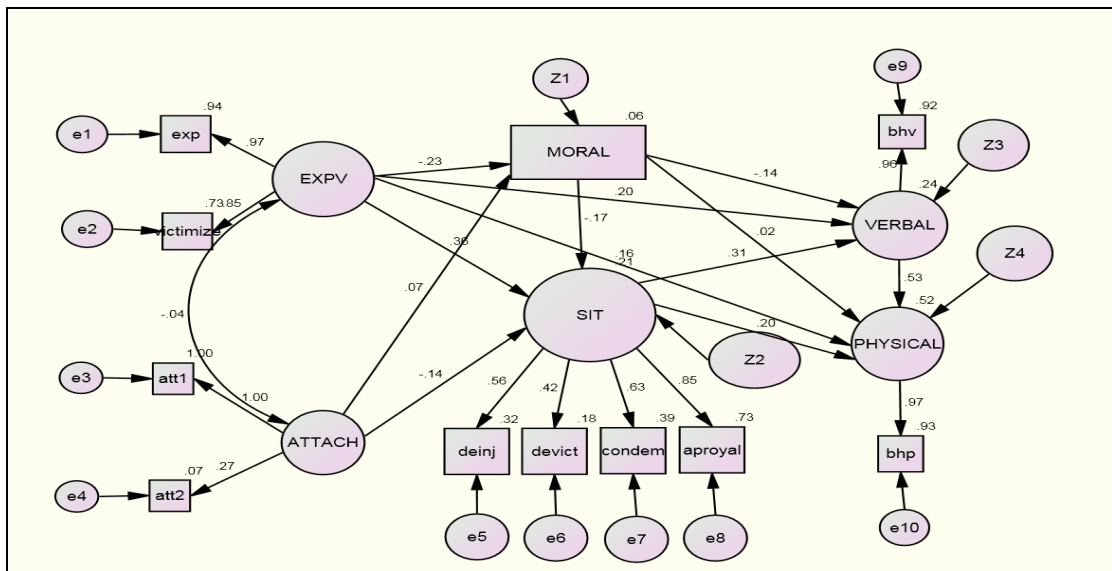 e9
Z1
.94
.92
e1
exp
.97
.06
MORAL
bhv
Z3
EXPV
-.23
-.14
.96
.24
.20
e2
.73
.85
victimize
-.17
VERBAL
.36
.16
.21
.02
.31
Z4
.07
.53
-.04
SIT
.52
.20
PHYSICAL
1.00
Z2
e3
att1
1.00
-.14
.56
.42
.63
.85
.97
ATTACH
.32
.18
.39
.73
.93
deinj
devict
condem
aproyal
bhp
.07
.27
e4
att2
e5
e6
e7
e8
e10